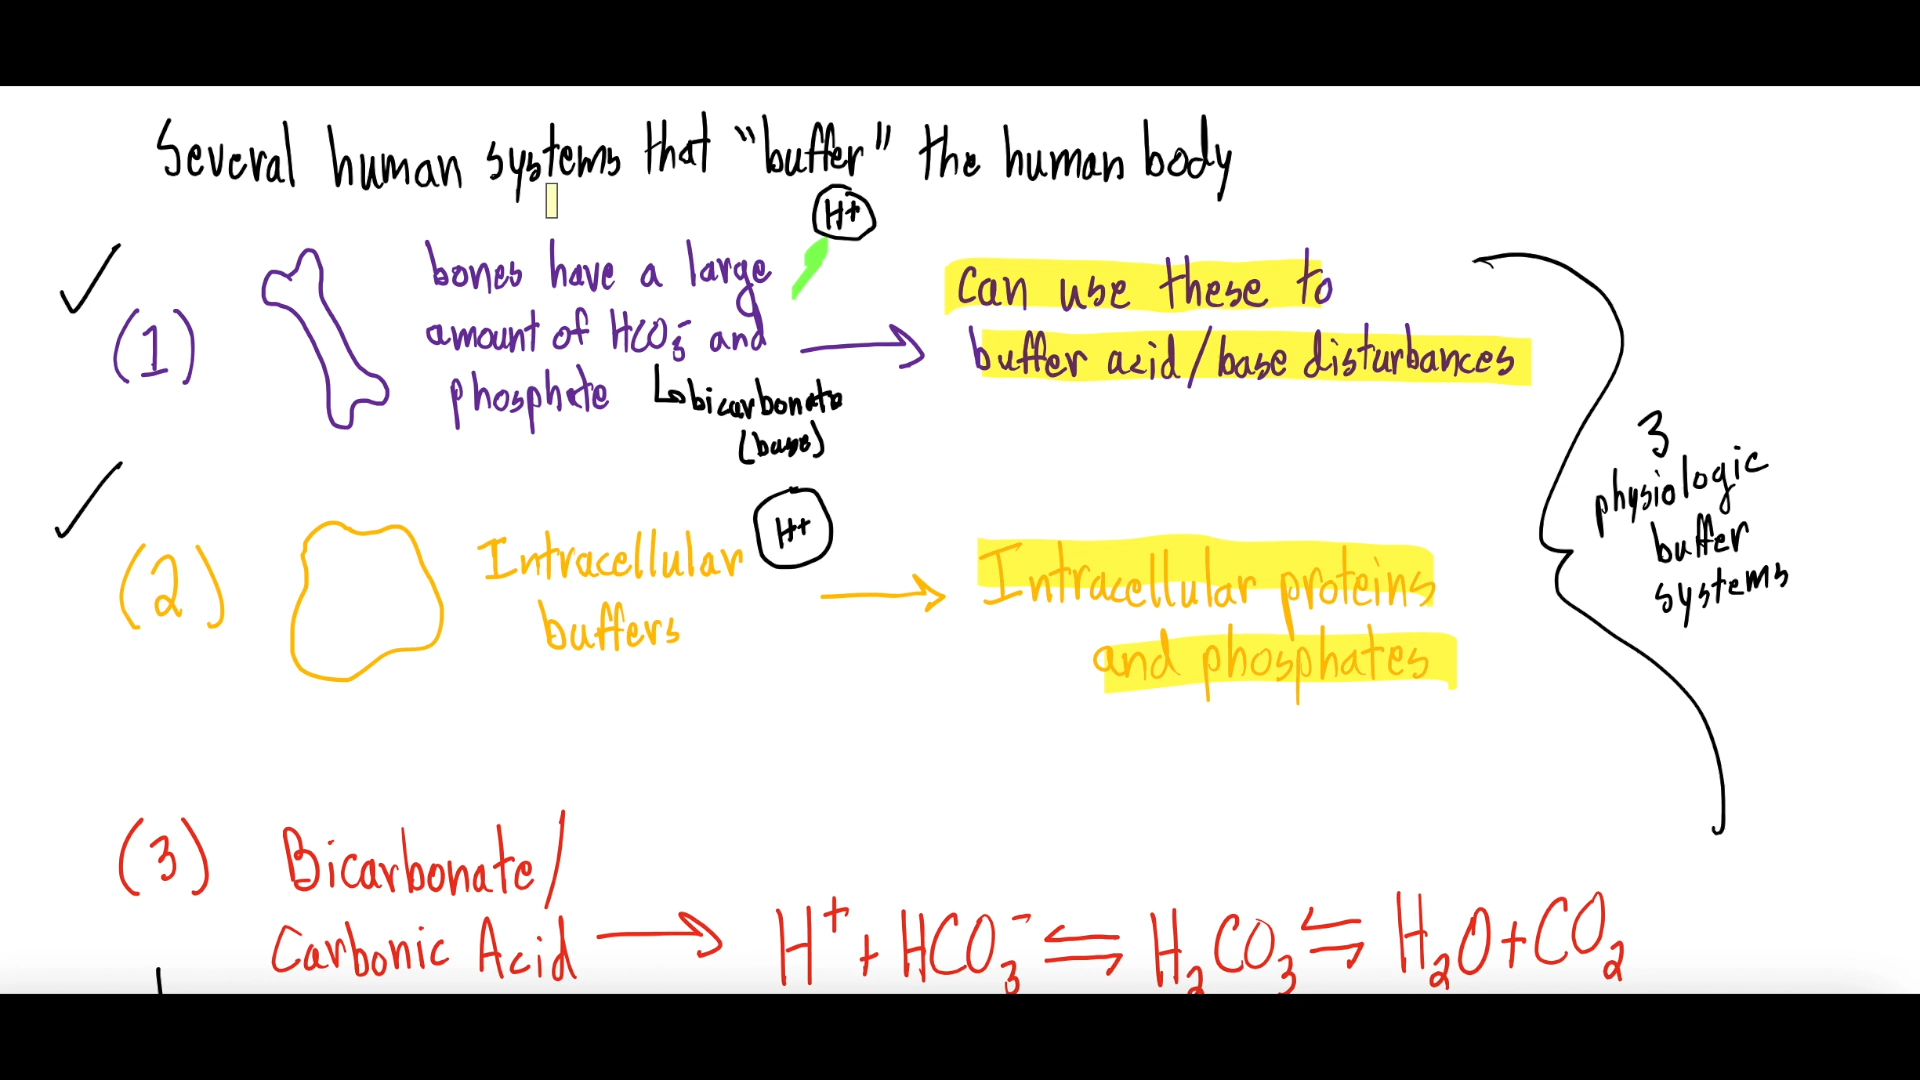 Several human systems that "buffer" the human body
H+
(1)
bones have a large
amount of HCO₃⁻ and
phosphate
bicarbonate
(base)
can use these to
buffer acid/base disturbances
(2)
Intracellular
buffers
H+
Intracellular proteins
and phosphates
3
physiologic
buffer
systems
(3) Bicarbonate/
Carbonic Acid → H⁺ + HCO₃⁻ ⇌ H₂CO₃ ⇌ H₂O + CO₂